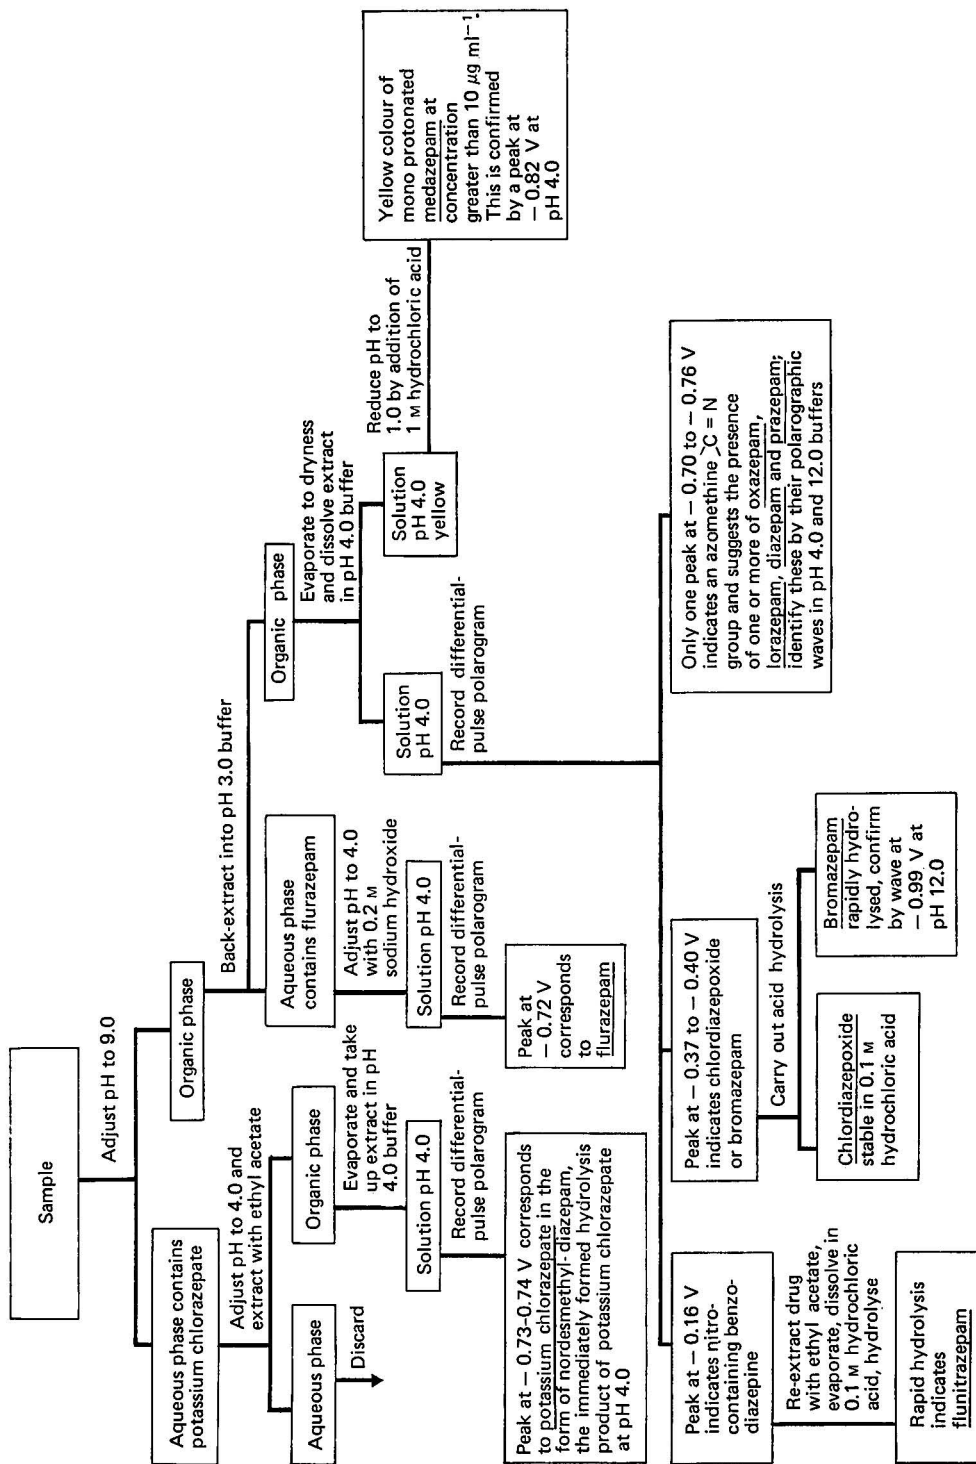 Sample
Adjust pH to 9.0
Aqueous phase contains
potassium chlorazepate
Organic phase
Adjust pH to 4.0 and
extract with ethyl acetate
Back-extract into pH 3.0 buffer
Aqueous phase
Discard
Organic phase
Evaporate and take
up extract in pH
4.0 buffer
Solution pH 4.0
Record differential-
pulse polarogram
Peak at − 0.73-0.74 V corresponds
to potassium chlorazepate in the
form of nordesmethyl-diazepam,
the immediately formed hydrolysis
product of potassium chlorazepate
at pH 4.0
Aqueous phase
contains flurazepam
Adjust pH to 4.0
with 0.2 M
sodium hydroxide
Solution pH 4.0
Record differential-
pulse polarogram
Peak at
− 0.72 V
corresponds
to
flurazepam
Organic phase
Evaporate to dryness
and dissolve extract
in pH 4.0 buffer
Solution
pH 4.0
Record differential-
pulse polarogram
Solution
pH 4.0
yellow
Reduce pH to
1.0 by addition of
1 M hydrochloric acid
Yellow colour of
mono protonated
medazepam at
concentration
greater than 10 μg ml⁻¹.
This is confirmed
by a peak at
− 0.82 V at
pH 4.0
Peak at − 0.16 V
indicates nitro-
containing benzo-
diazepine
Re-extract drug
with ethyl acetate,
evaporate, dissolve in
0.1 M hydrochloric
acid, hydrolyse
Rapid hydrolysis
indicates
flunitrazepam
Peak at − 0.37 to − 0.40 V
indicates chlordiazepoxide
or bromazepam
Carry out acid hydrolysis
Chlordiazepoxide
stable in 0.1 M
hydrochloric acid
Bromazepam
rapidly hydro-
lysed, confirm
by wave at
− 0.99 V at
pH 12.0
Only one peak at − 0.70 to − 0.76 V
indicates an azomethine >C = N
group and suggests the presence
of one or more of oxazepam,
lorazepam, diazepam and prazepam;
identify these by their polarographic
waves in pH 4.0 and 12.0 buffers